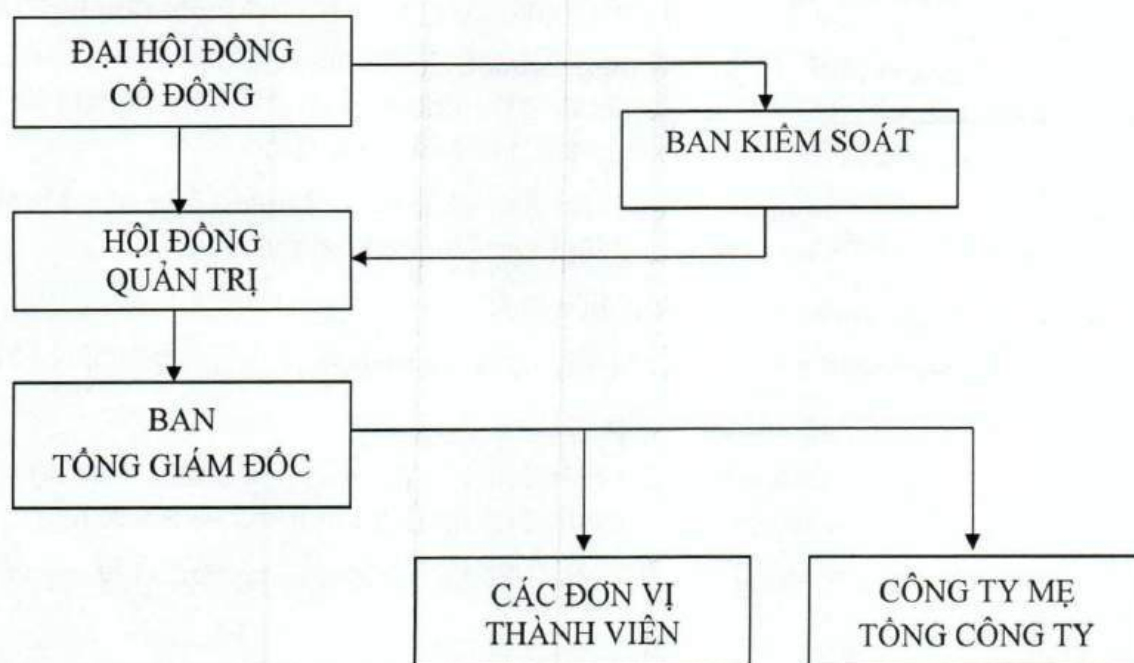 ĐẠI HỘI ĐỒNG
CỔ ĐÔNG
BAN KIỂM SOÁT
HỘI ĐỒNG
QUẢN TRỊ
BAN
TỔNG GIÁM ĐỐC
CÁC ĐƠN VỊ
THÀNH VIÊN
CÔNG TY MẸ
TỔNG CÔNG TY